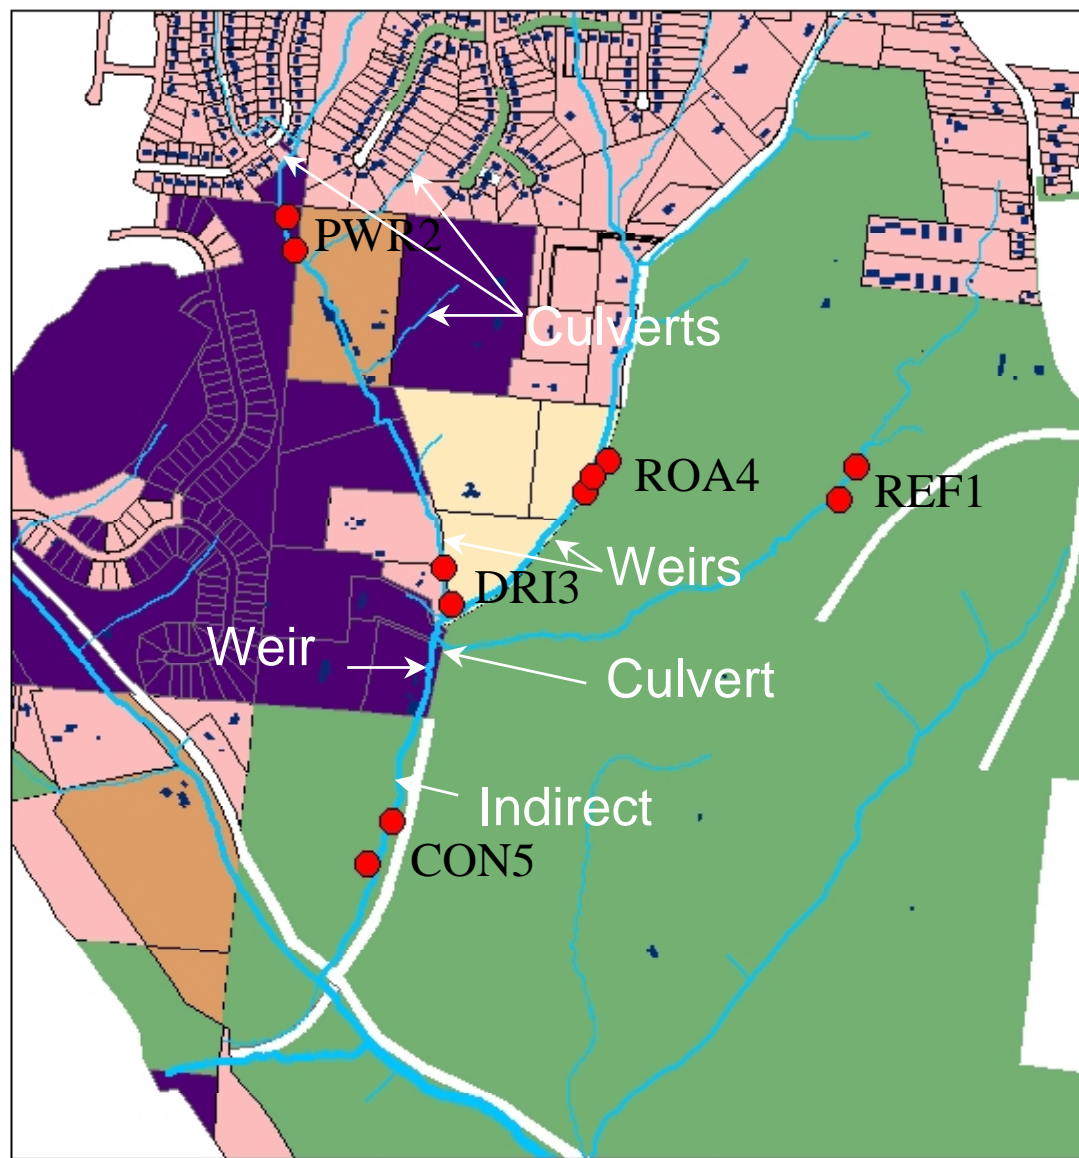 PWR2
Culverts
ROA4
REF1
Weirs
DRI3
Weir
Culvert
Indirect
CON5